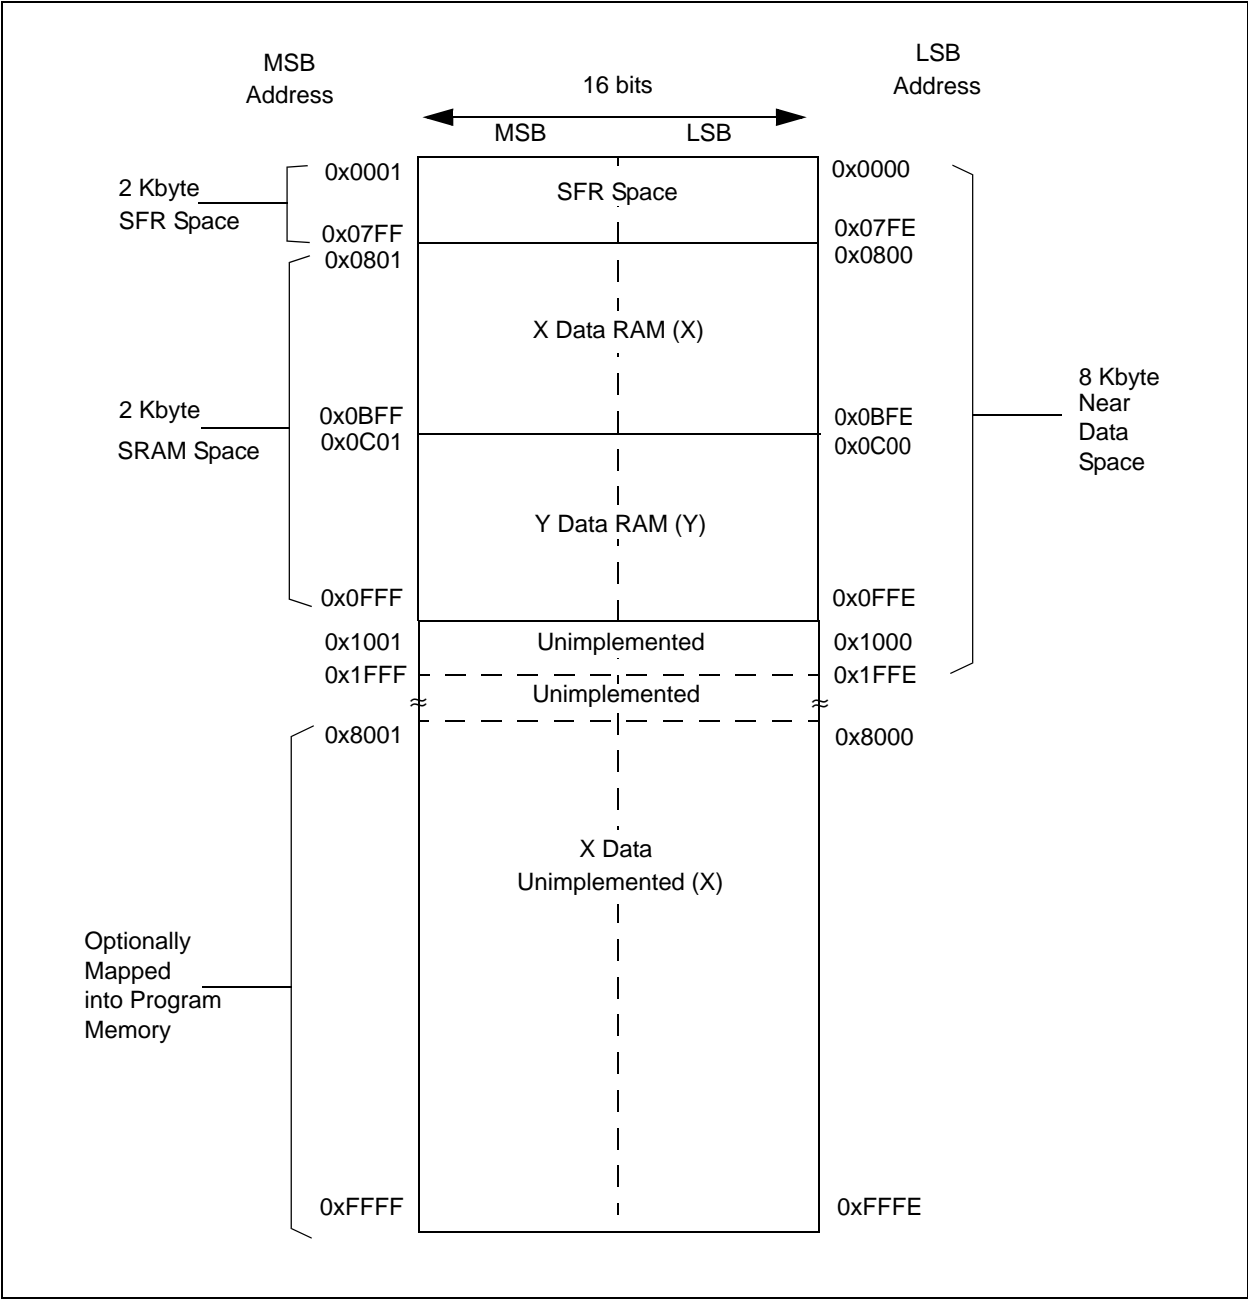 MSB
Address
LSB
Address
16 bits
MSB
LSB
2 Kbyte
SFR Space
0x0001
SFR Space
0x0000
0x07FF
0x07FE
0x0801
0x0800
X Data RAM (X)
2 Kbyte
SRAM Space
0x0BFF
0x0BFE
0x0C01
0x0C00
8 Kbyte
Near
Data
Space
Y Data RAM (Y)
0x0FFF
0x0FFE
0x1001
Unimplemented
0x1000
0x1FFF
0x1FFE
Unimplemented
≈
≈
0x8001
0x8000
X Data
Unimplemented (X)
Optionally
Mapped
into Program
Memory
0xFFFF
0xFFFE